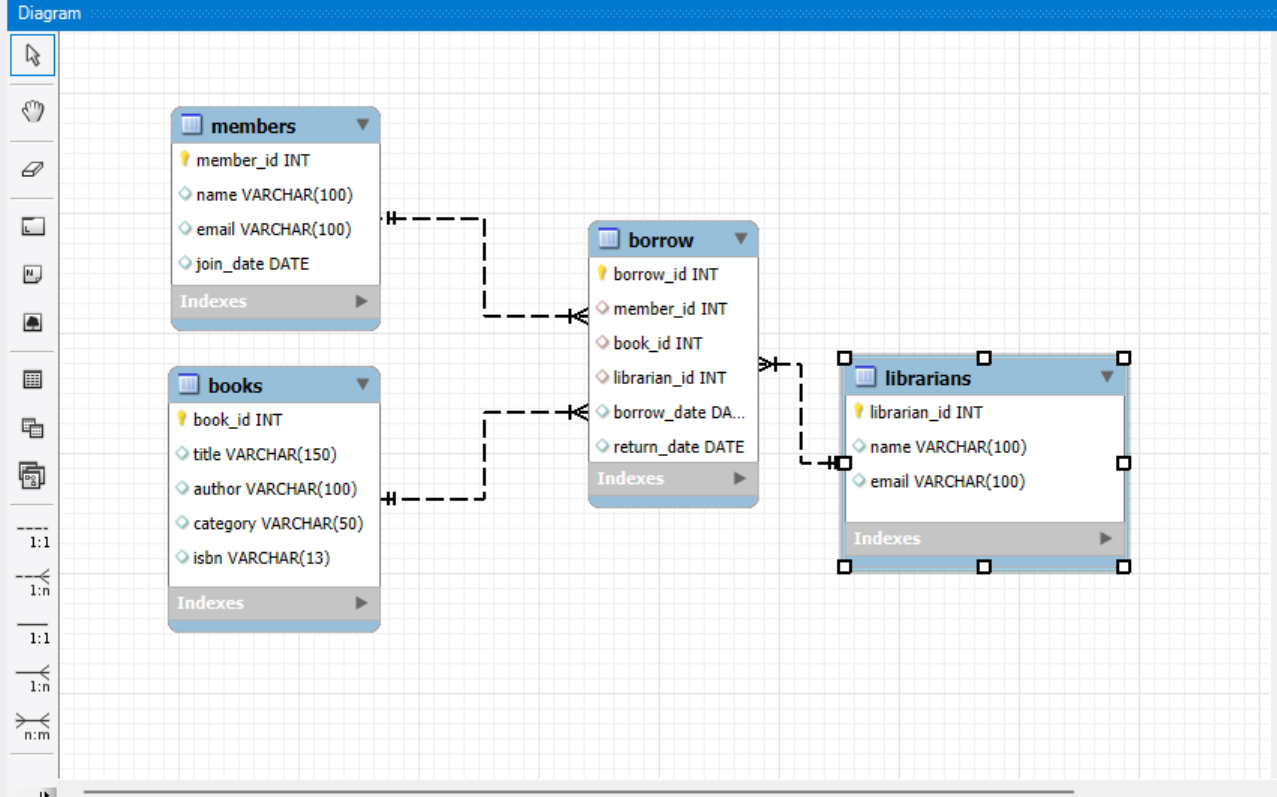 Diagram
members
member_id INT
name VARCHAR(100)
email VARCHAR(100)
join_date DATE
Indexes
books
book_id INT
title VARCHAR(150)
author VARCHAR(100)
category VARCHAR(50)
isbn VARCHAR(13)
Indexes
borrow
borrow_id INT
member_id INT
book_id INT
librarian_id INT
borrow_date DA...
return_date DATE
Indexes
librarians
librarian_id INT
name VARCHAR(100)
email VARCHAR(100)
Indexes
1:1
1:n
1:1
1:n
n:m